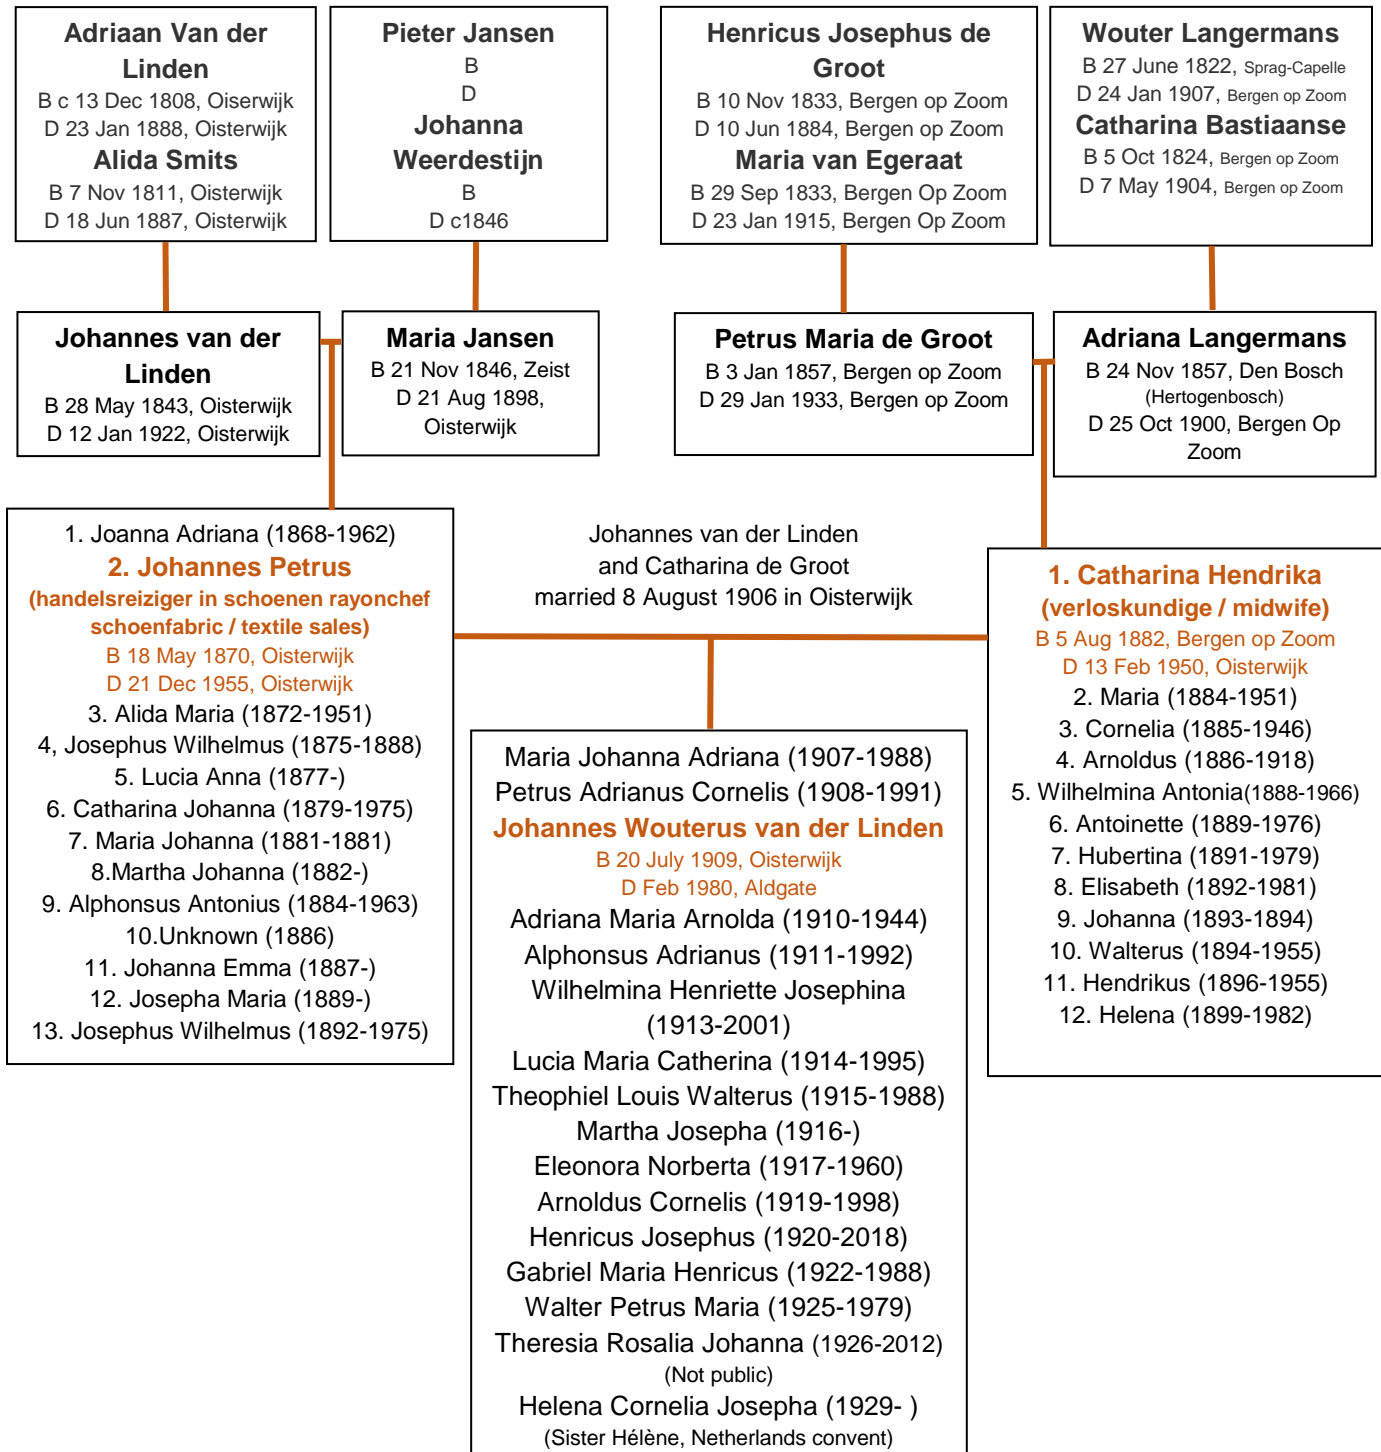 Adriaan Van der
Linden
B c 13 Dec 1808, Oiserwijk
D 23 Jan 1888, Oisterwijk
Alida Smits
B 7 Nov 1811, Oisterwijk
D 18 Jun 1887, Oisterwijk
Pieter Jansen
B
D
Johanna
Weerdestijn
B
D c1846
Henricus Josephus de
Groot
B 10 Nov 1833, Bergen op Zoom
D 10 Jun 1884, Bergen op Zoom
Maria van Egeraat
B 29 Sep 1833, Bergen Op Zoom
D 23 Jan 1915, Bergen Op Zoom
Wouter Langermans
B 27 June 1822, Sprag-Capelle
D 24 Jan 1907, Bergen op Zoom
Catharina Bastiaanse
B 5 Oct 1824, Bergen op Zoom
D 7 May 1904, Bergen op Zoom
Johannes van der
Linden
B 28 May 1843, Oisterwijk
D 12 Jan 1922, Oisterwijk
Maria Jansen
B 21 Nov 1846, Zeist
D 21 Aug 1898,
Oisterwijk
Petrus Maria de Groot
B 3 Jan 1857, Bergen op Zoom
D 29 Jan 1933, Bergen op Zoom
Adriana Langermans
B 24 Nov 1857, Den Bosch
(Hertogenbosch)
D 25 Oct 1900, Bergen Op
Zoom
1. Joanna Adriana (1868-1962)
2. Johannes Petrus
(handelsreiziger in schoenen rayonchef
schoenfabric / textile sales)
B 18 May 1870, Oisterwijk
D 21 Dec 1955, Oisterwijk
3. Alida Maria (1872-1951)
4, Josephus Wilhelmus (1875-1888)
5. Lucia Anna (1877-)
6. Catharina Johanna (1879-1975)
7. Maria Johanna (1881-1881)
8.Martha Johanna (1882-)
9. Alphonsus Antonius (1884-1963)
10.Unknown (1886)
11. Johanna Emma (1887-)
12. Josepha Maria (1889-)
13. Josephus Wilhelmus (1892-1975)
Johannes van der Linden
and Catharina de Groot
married 8 August 1906 in Oisterwijk
1. Catharina Hendrika
(verloskundige / midwife)
B 5 Aug 1882, Bergen op Zoom
D 13 Feb 1950, Oisterwijk
2. Maria (1884-1951)
3. Cornelia (1885-1946)
4. Arnoldus (1886-1918)
5. Wilhelmina Antonia(1888-1966)
6. Antoinette (1889-1976)
7. Hubertina (1891-1979)
8. Elisabeth (1892-1981)
9. Johanna (1893-1894)
10. Walterus (1894-1955)
11. Hendrikus (1896-1955)
12. Helena (1899-1982)
Maria Johanna Adriana (1907-1988)
Petrus Adrianus Cornelis (1908-1991)
Johannes Wouterus van der Linden
B 20 July 1909, Oisterwijk
D Feb 1980, Aldgate
Adriana Maria Arnolda (1910-1944)
Alphonsus Adrianus (1911-1992)
Wilhelmina Henriette Josephina
(1913-2001)
Lucia Maria Catherina (1914-1995)
Theophiel Louis Walterus (1915-1988)
Martha Josepha (1916-)
Eleonora Norberta (1917-1960)
Arnoldus Cornelis (1919-1998)
Henricus Josephus (1920-2018)
Gabriel Maria Henricus (1922-1988)
Walter Petrus Maria (1925-1979)
Theresia Rosalia Johanna (1926-2012)
(Not public)
Helena Cornelia Josepha (1929- )
(Sister Hélène, Netherlands convent)